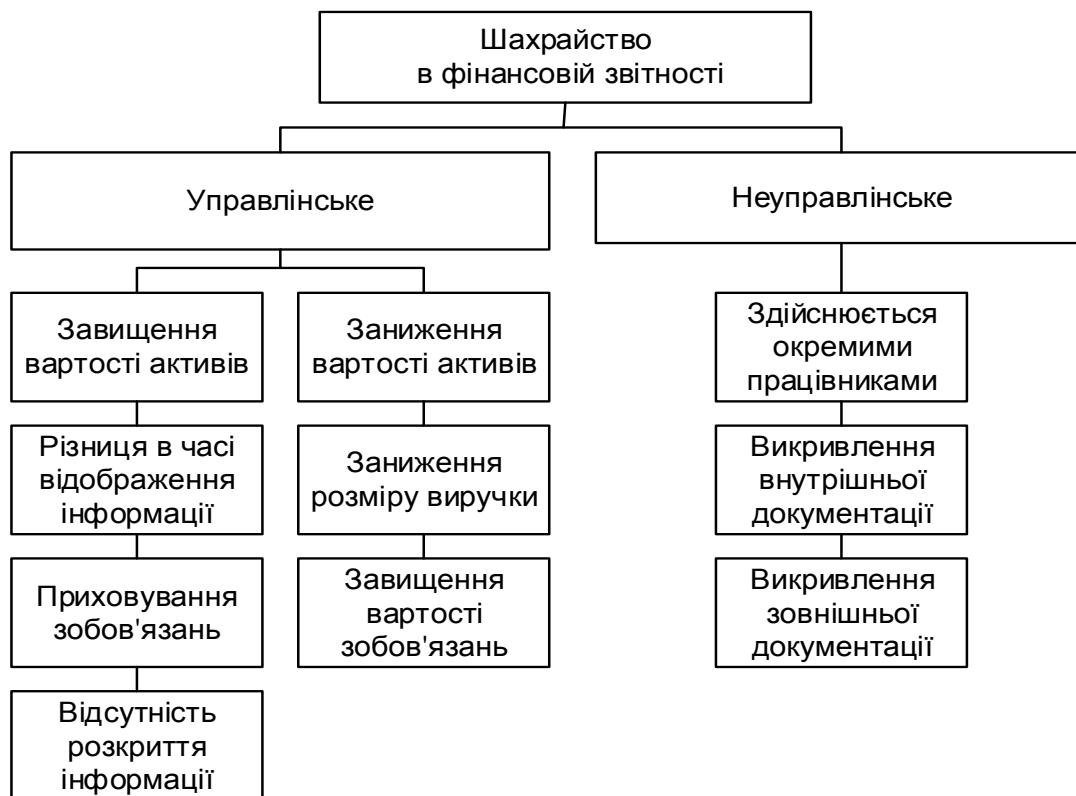 Шахрайство
в фінансовій звітності
Управлінське
Неуправлінське
Завищення
вартості активів
Заниження
вартості активів
Здійснюється
окремими
працівниками
Різниця в часі
відображення
інформації
Заниження
розміру виручки
Викривлення
внутрішньої
документації
Приховування
зобов'язань
Завищення
вартості
зобов'язань
Викривлення
зовнішньої
документації
Відсутність
розкриття
інформації